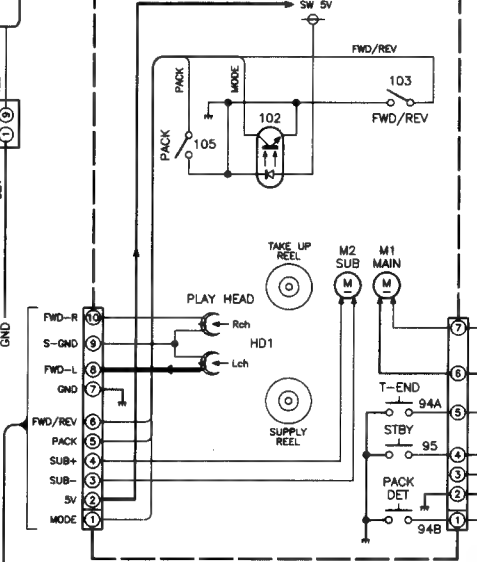 SW 5V
FWD/REV
PACK
MODE
103
FWD/REV
102
PACK
105
9
1
GND
TAKE UP
REEL
M2
SUB
M1
MAIN
M
M
PLAY HEAD
Rch
HD1
Lch
SUPPLY
REEL
FWD-R 10
S-GND 9
FWD-L 8
GND 7
FWD/REV 6
PACK 5
SUB+ 4
SUB- 3
5V 2
MODE 1
7
6
T-END
94A
5
STBY
95
4
3
PACK
DET
2
94B
1